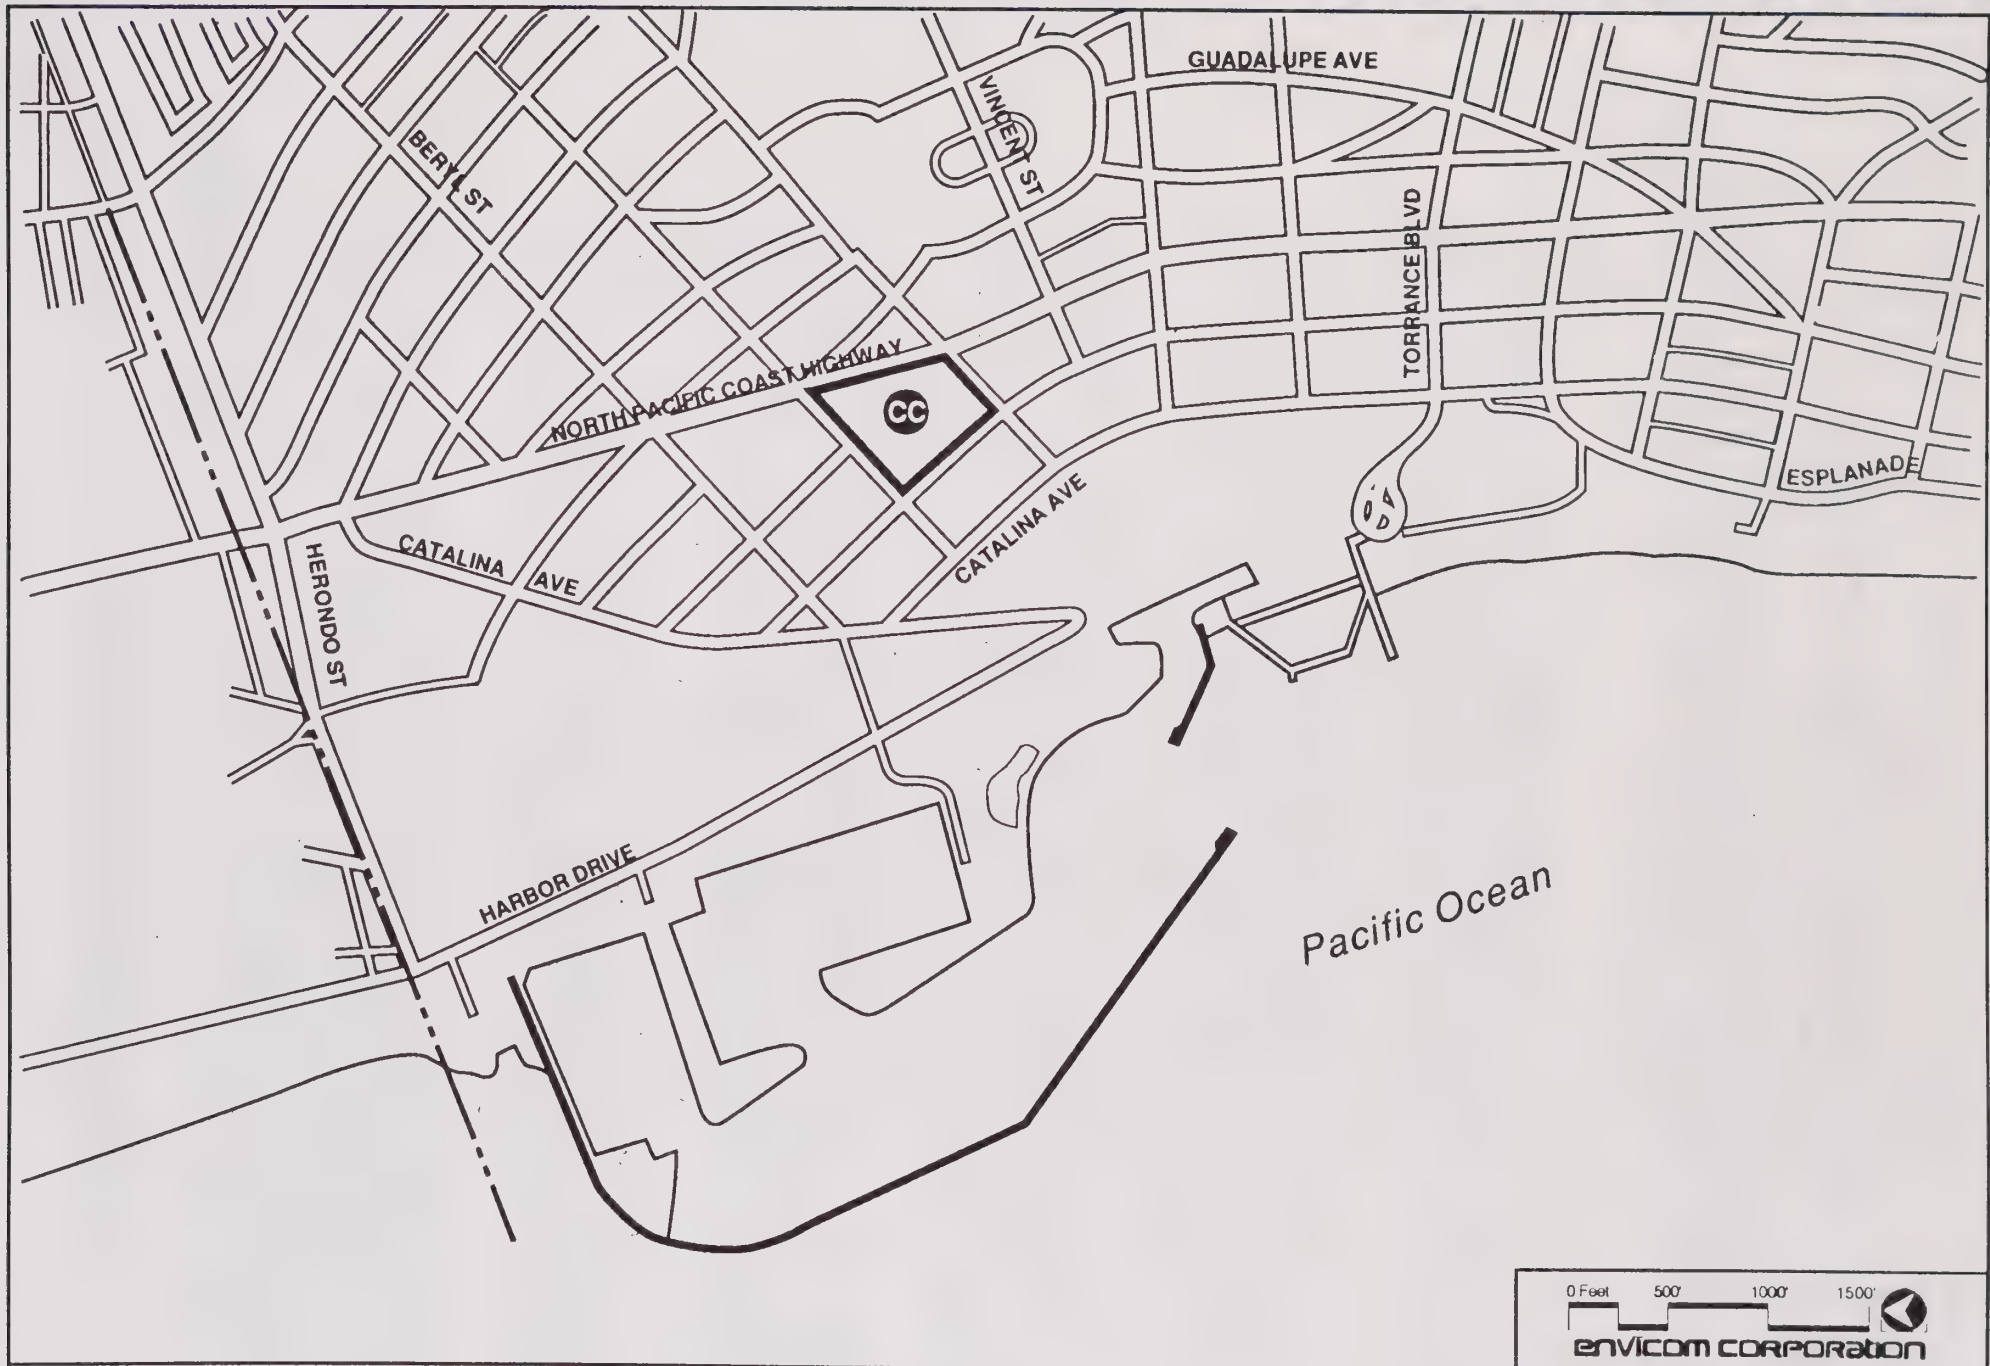 GUADALUPE AVE
VINCENT ST
BERYL ST
TORRANCE BLVD
NORTH PACIFIC COAST HIGHWAY
CC
ESPLANADE
CATALINA AVE
CATALINA AVE
HERONDO ST
HARBOR DRIVE
Pacific Ocean
0 Feet 500' 1000' 1500'
envicom CORPORation